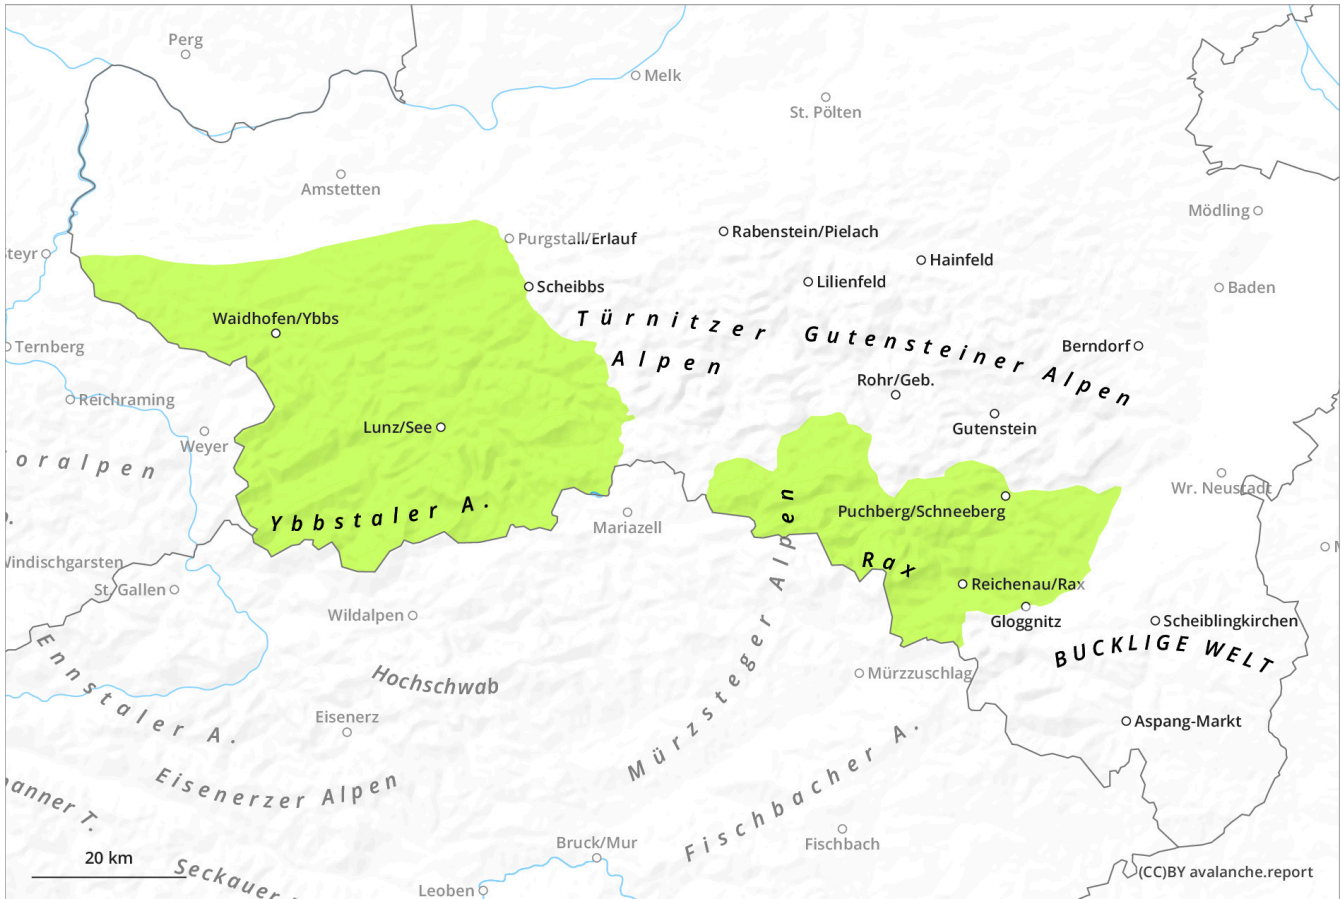 Perg
Melk
St. Pölten
Amstetten
Mödling
Purgstall/Erlauf
Rabenstein/Pielach
Steyr
Hainfeld
Scheibbs
Lilienfeld
Baden
Waidhofen/Ybbs
Türnitzer
Alpen
Gutensteiner Alpen
Ternberg
Berndorf
Rohr/Geb.
Reichraming
Lunz/See
Gutenstein
Weyer
oralpen
Wr. Neustadt
Ybbstaler A.
Puchberg/Schneeberg
Mariazell
Windischgarsten
Rax
St. Gallen
Reichenau/Rax
Wildalpen
Gloggnitz
Scheiblingkirchen
BUCKLIGE WELT
Mürzsteger Alpen
Mürzzuschlag
Ennstaler A.
Hochschwab
Eisenerz
Aspang-Markt
Eisenerzer Alpen
Fischbacher A.
anner T.
Fischbach
Bruck/Mur
20 km
Seckauer
Leoben
(CC)BY avalanche.report